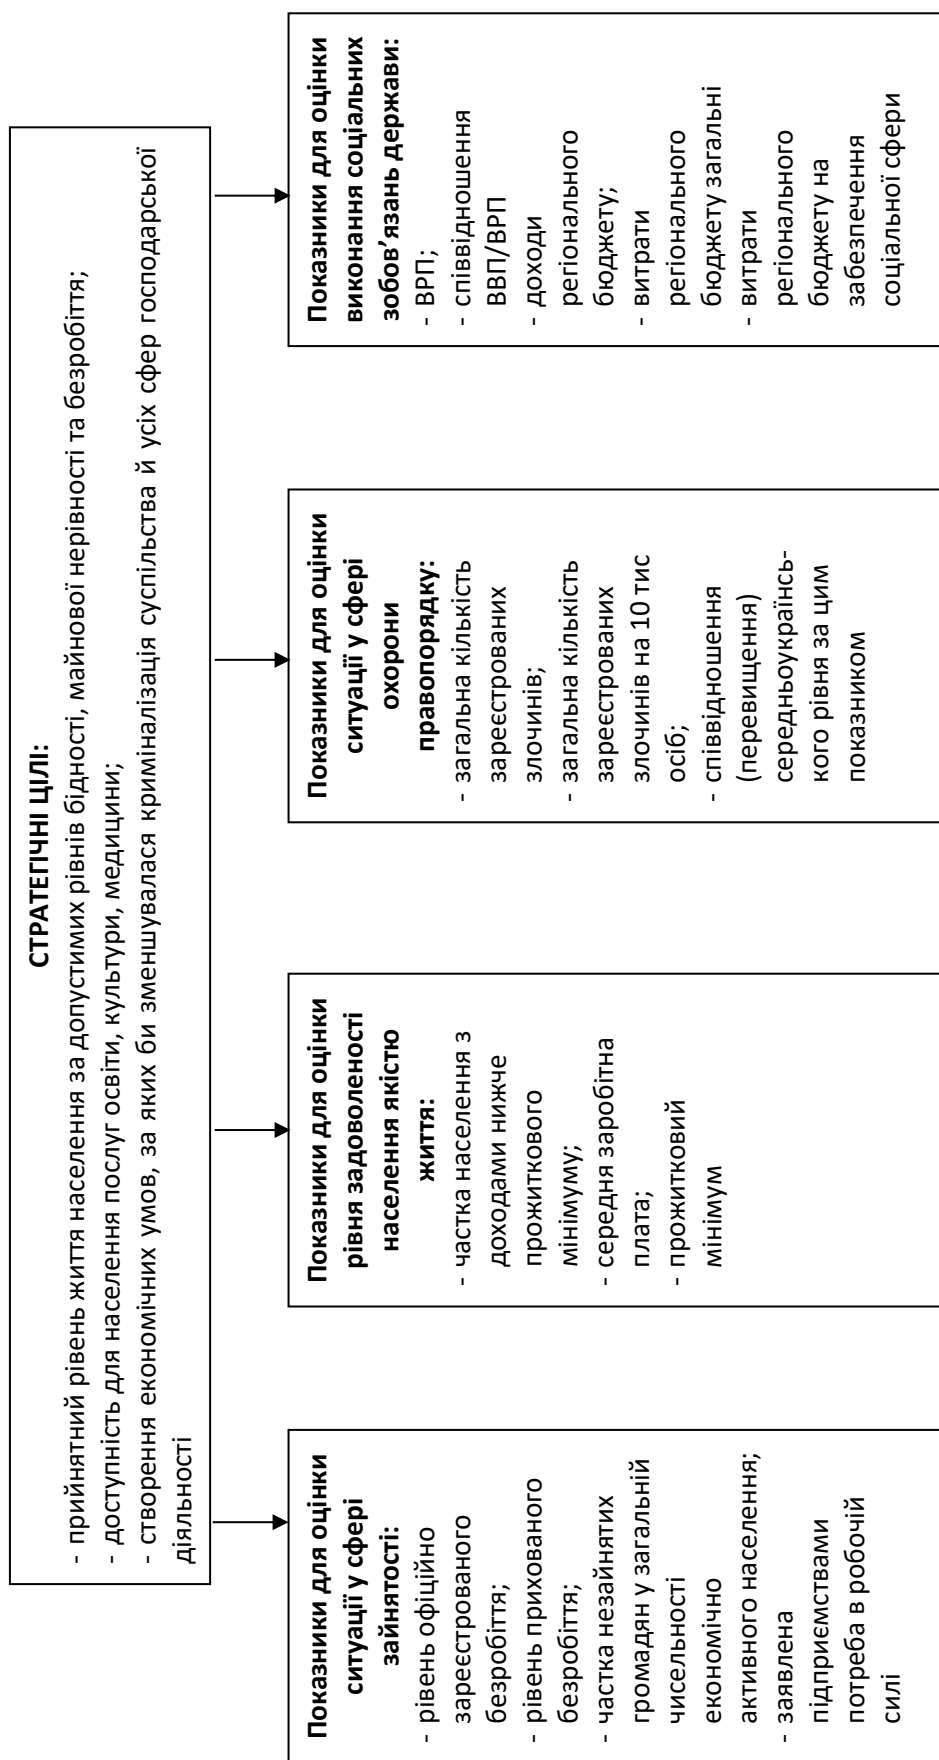 СТРАТЕГІЧНІ ЦІЛІ:
- прийнятний рівень життя населення за допустимих рівнів бідності, майнової нерівності та безробіття;
- доступність для населення послуг освіти, культури, медицини;
- створення економічних умов, за яких би зменшувалася криміналізація суспільства й усіх сфер господарської
діяльності
Показники для оцінки
ситуації у сфері
зайнятості:
- рівень офіційно
зареєстрованого
безробіття;
- рівень прихованого
безробіття;
- частка незайнятих
громадян у загальній
чисельності
економічно
активного населення;
- заявлена
підприємствами
потреба в робочій
силі
Показники для оцінки
рівня задоволеності
населення якістю
життя:
- частка населення з
доходами нижче
прожиткового
мінімуму;
- середня заробітна
плата;
- прожитковий
мінімум
Показники для оцінки
ситуації у сфері
охорони
правопорядку:
- загальна кількість
зареєстрованих
злочинів;
- загальна кількість
зареєстрованих
злочинів на 10 тис
осіб;
- співвідношення
(перевищення)
середньоукраїнсь-
кого рівня за цим
показником
Показники для оцінки
виконання соціальних
зобов’язань держави:
- ВРП;
- співвідношення
ВВП/ВРП
- доходи
регіонального
бюджету;
- витрати
регіонального
бюджету загальні
- витрати
регіонального
бюджету на
забезпечення
соціальної сфери